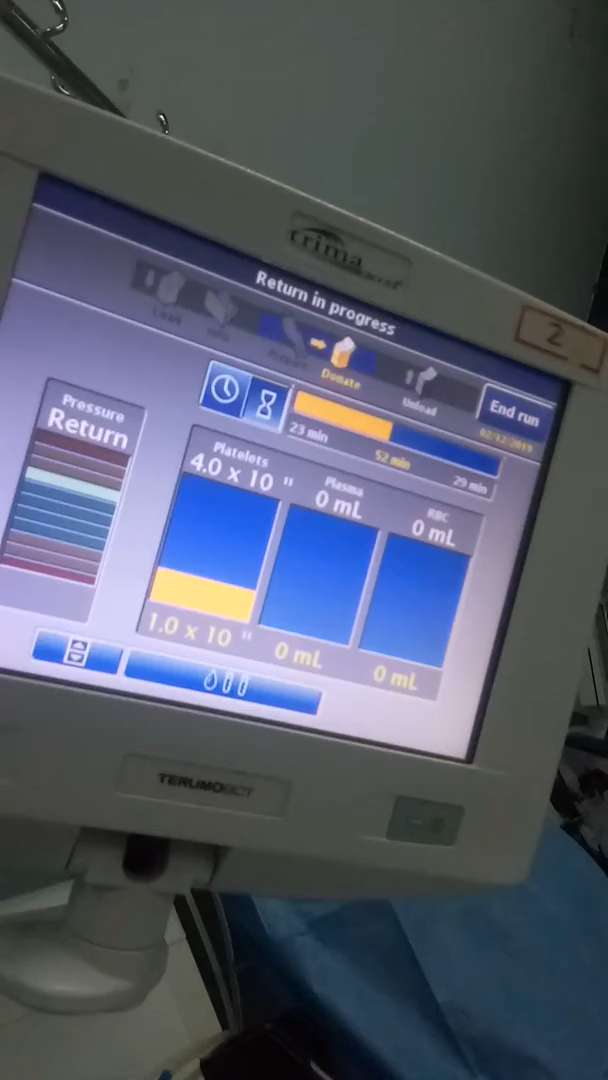 trima
accel
2
Return in progress
Load
Donate
Unload
End run
02/12/2019
23 min
52 min
29 min
Pressure
Return
Platelets
4.0 x 10 11
Plasma
0 mL
RBC
0 mL
1.0 x 10 11
0 mL
0 mL
TERUMOBCT